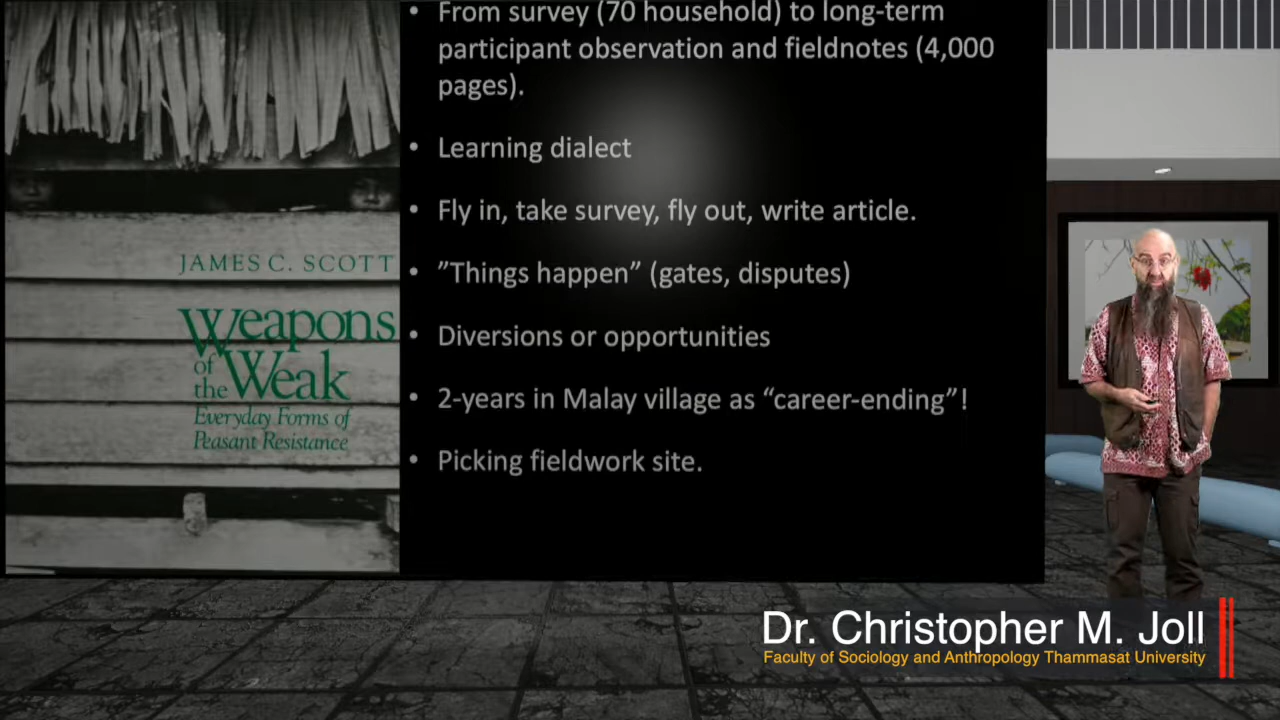 From survey (70 household) to long-term
participant observation and fieldnotes (4,000
pages).
Learning dialect
Fly in, take survey, fly out, write article.
”Things happen” (gates, disputes)
Diversions or opportunities
2-years in Malay village as “career-ending”!
Picking fieldwork site.
JAMES C. SCOTT
Weapons
of
the Weak
Everyday Forms of
Peasant Resistance
Dr. Christopher M. Joll
Faculty of Sociology and Anthropology Thammasat University